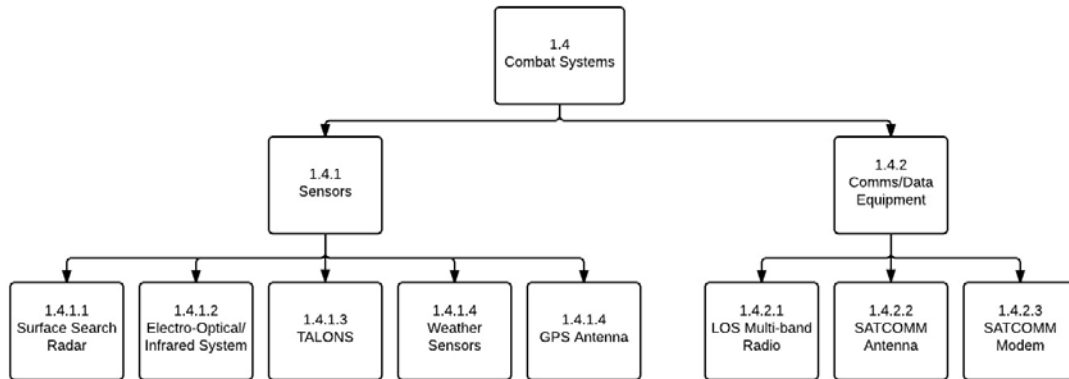 1.4
Combat Systems
1.4.1
Sensors
1.4.2
Comms/Data
Equipment
1.4.1.1
Surface Search
Radar
1.4.1.2
Electro-Optical/
Infrared System
1.4.1.3
TALONS
1.4.1.4
Weather
Sensors
1.4.1.4
GPS Antenna
1.4.2.1
LOS Multi-band
Radio
1.4.2.2
SATCOMM
Antenna
1.4.2.3
SATCOMM
Modem